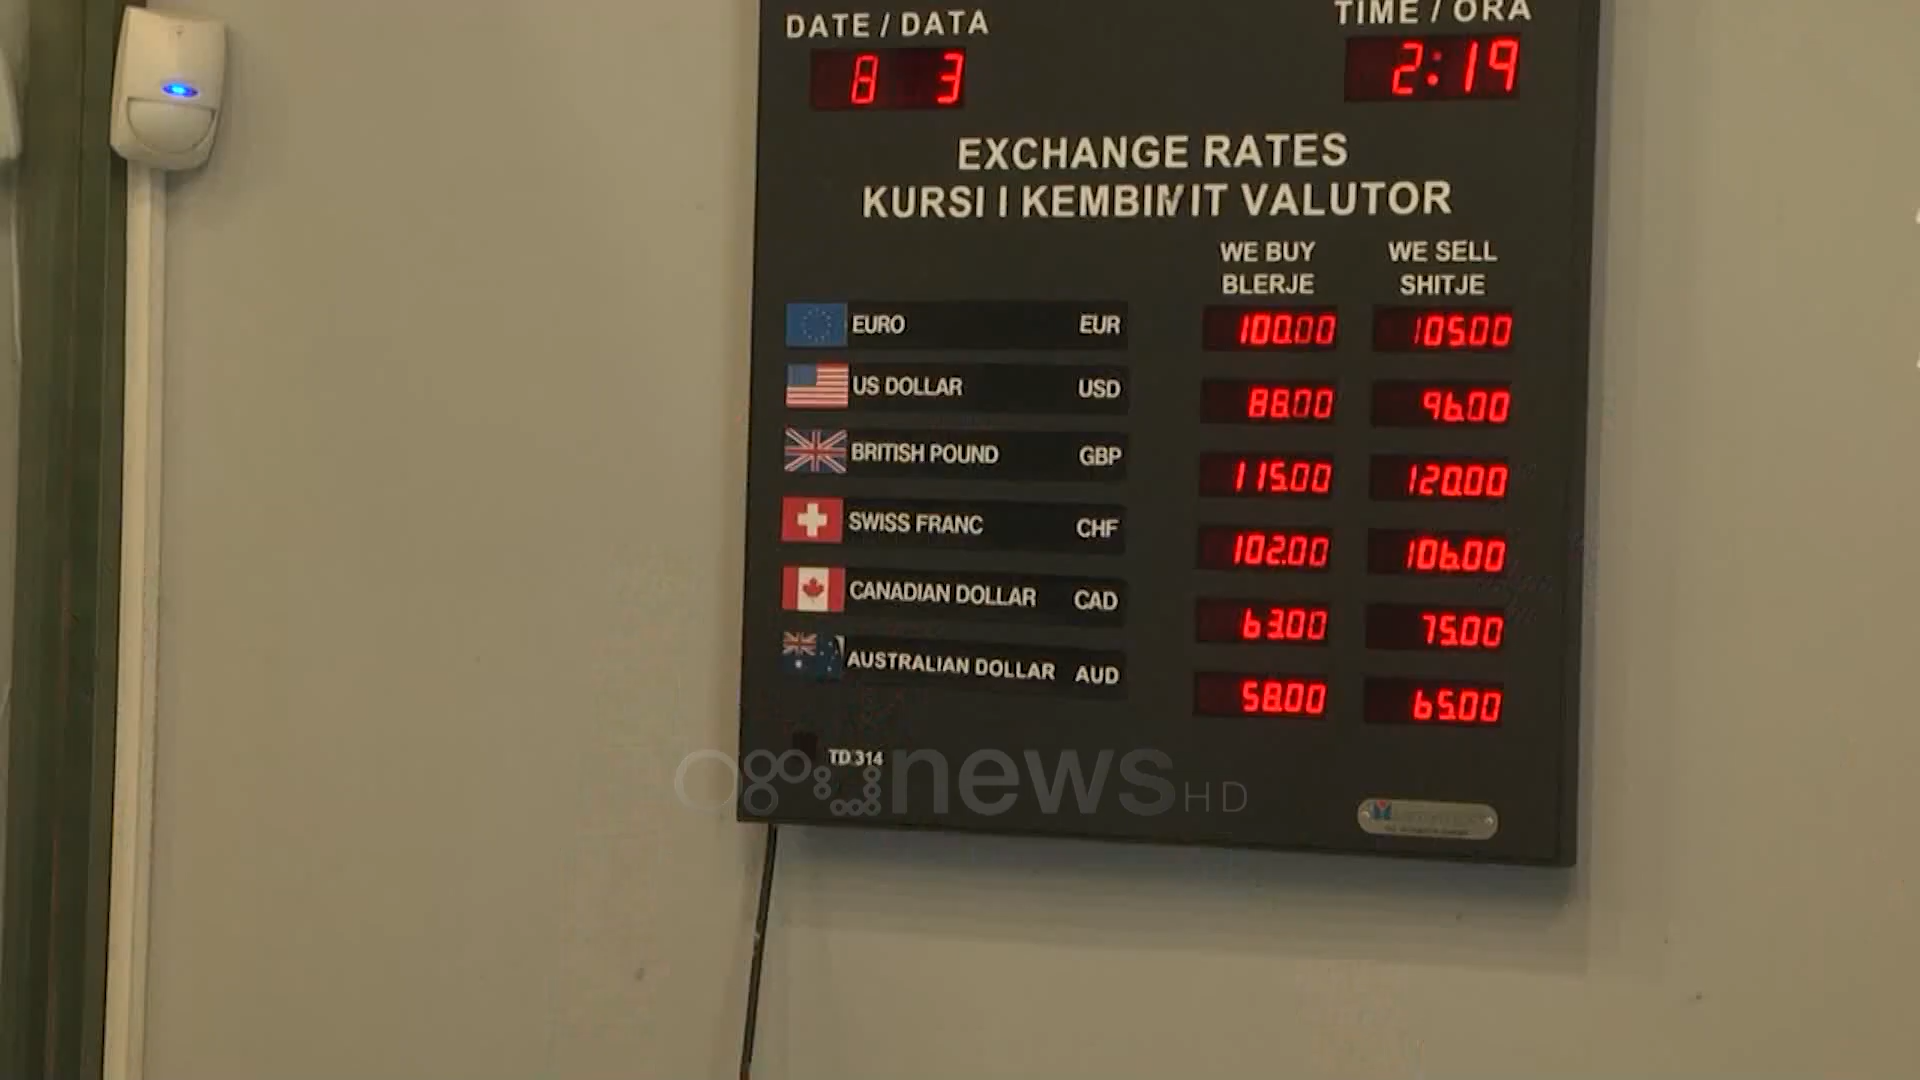 DATE / DATA TIME / ORA
8 3 2:19
EXCHANGE RATES
KURSI I KEMBIMIT VALUTOR
WE BUY WE SELL
BLERJE SHITJE
EURO EUR 100.00 105.00
US DOLLAR USD 88.00 96.00
BRITISH POUND GBP 115.00 120.00
SWISS FRANC CHF 102.00 106.00
CANADIAN DOLLAR CAD 63.00 75.00
AUSTRALIAN DOLLAR AUD 58.00 65.00
TD 314
news HD